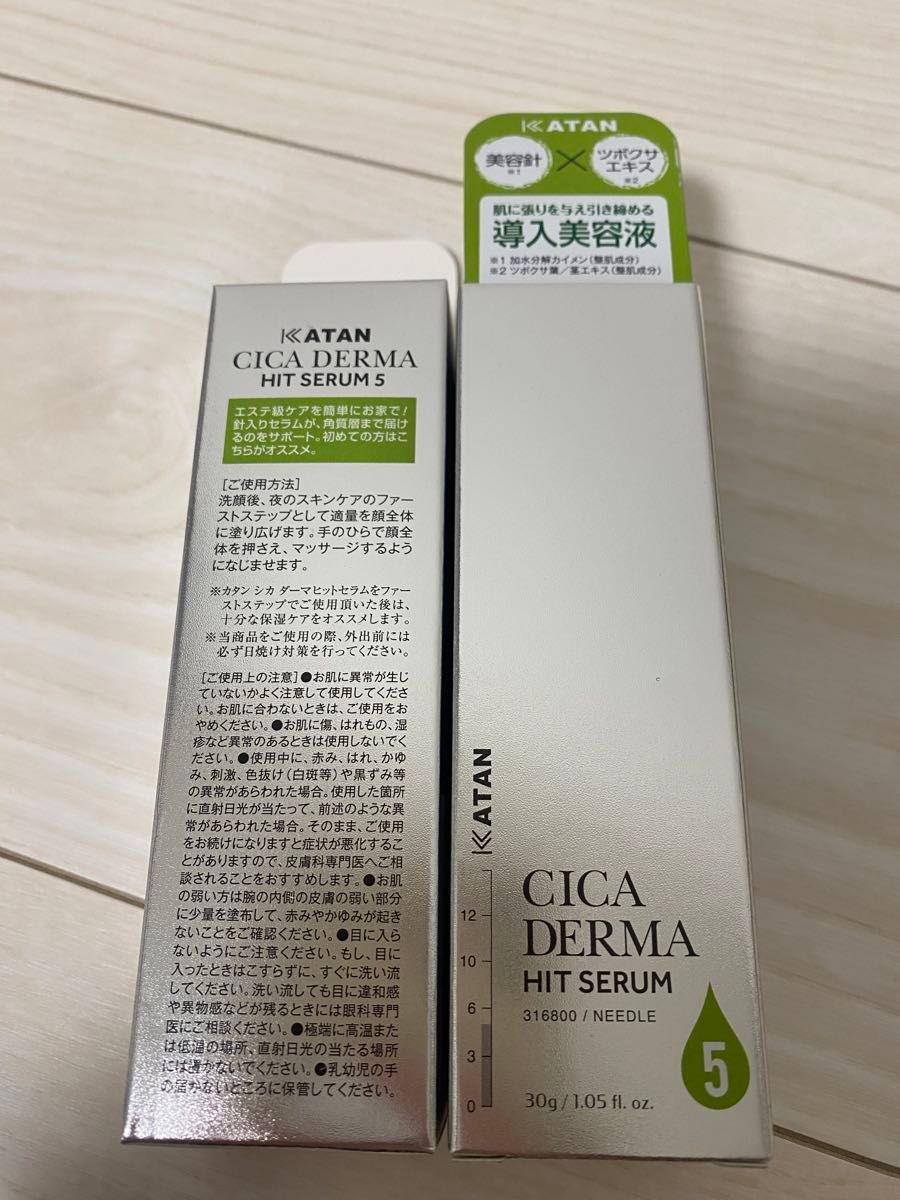 KATAN
CICA DERMA
HIT SERUM 5
エステ級ケアを簡単にお家で!
針入りセラムが、角質層まで届け
るのをサポート。初めての方はこ
ちらがオススメ。
[ご使用方法]
洗顔後、夜のスキンケアのファー
ストステップとして適量を顔全体
に塗り広げます。手のひらで顔全
体を押さえ、マッサージするよう
になじませます。
※カタン シカ ダーマヒットセラムをファー
ストステップでご使用頂いた後は、
十分な保湿ケアをオススメします。
※当商品をご使用の際、外出前には
必ず日焼け対策を行ってください。
[ご使用上の注意]●お肌に異常が生じ
ていないかよく注意して使用してくださ
い。お肌に合わないときは、ご使用をお
やめください。●お肌に傷、はれもの、湿
疹など異常のあるときは使用しないでく
ださい。●使用中に、赤み、はれ、かゆ
み、刺激、色抜け(白斑等)や黒ずみ等
の異常があらわれた場合。使用した箇所
に直射日光が当たって、前述のような異
常があらわれた場合。そのまま、ご使用
をお続けになりますと症状が悪化するこ
とがありますので、皮膚科専門医へご相
談されることをおすすめします。●お肌
の弱い方は腕の内側の皮膚の弱い部分
に少量を塗布して、赤みやかゆみが起き
ないことをご確認ください。●目に入ら
ないようにご注意ください。もし、目に
入ったときはこすらずに、すぐに洗い流
してください。洗い流しても目に違和感
や異物感などが残るときには眼科専門
医にご相談ください。●極端に高温また
は低温の場所、直射日光の当たる場所
には置かないでください。●乳幼児の手
の届かないところに保管してください。
KATAN
美容針
※1
×
ツボクサ
エキス
※2
肌に張りを与え引き締める
導入美容液
※1 加水分解カイメン(整肌成分)
※2 ツボクサ葉/茎エキス(整肌成分)
KATAN
CICA
DERMA
HIT SERUM
316800 / NEEDLE
12
10
6
3
0
30g / 1.05 fl. oz.
5